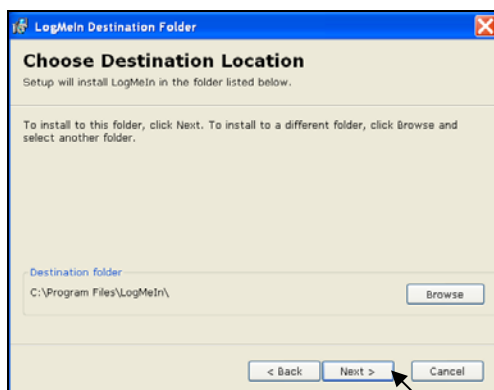 LogMeIn Destination Folder
Choose Destination Location
Setup will install LogMeIn in the folder listed below.
To install to this folder, click Next. To install to a different folder, click Browse and
select another folder.
Destination folder
C:\Program Files\LogMeIn\
Browse
< Back
Next >
Cancel